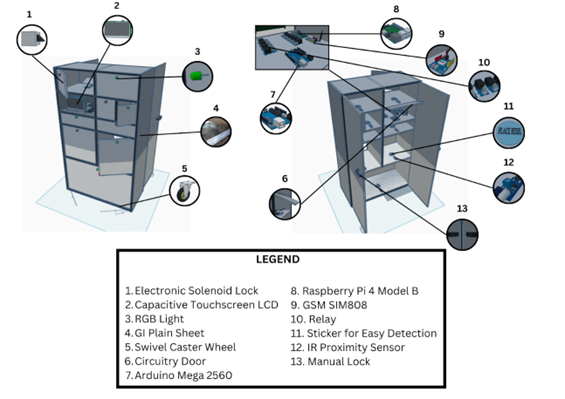 1
2
3
4
5
6
7
8
9
10
11
12
13
PLACE HERE
LEGEND
1. Electronic Solenoid Lock
2. Capacitive Touchscreen LCD
3. RGB Light
4. GI Plain Sheet
5. Swivel Caster Wheel
6. Circuitry Door
7. Arduino Mega 2560
8. Raspberry Pi 4 Model B
9. GSM SIM808
10. Relay
11. Sticker for Easy Detection
12. IR Proximity Sensor
13. Manual Lock